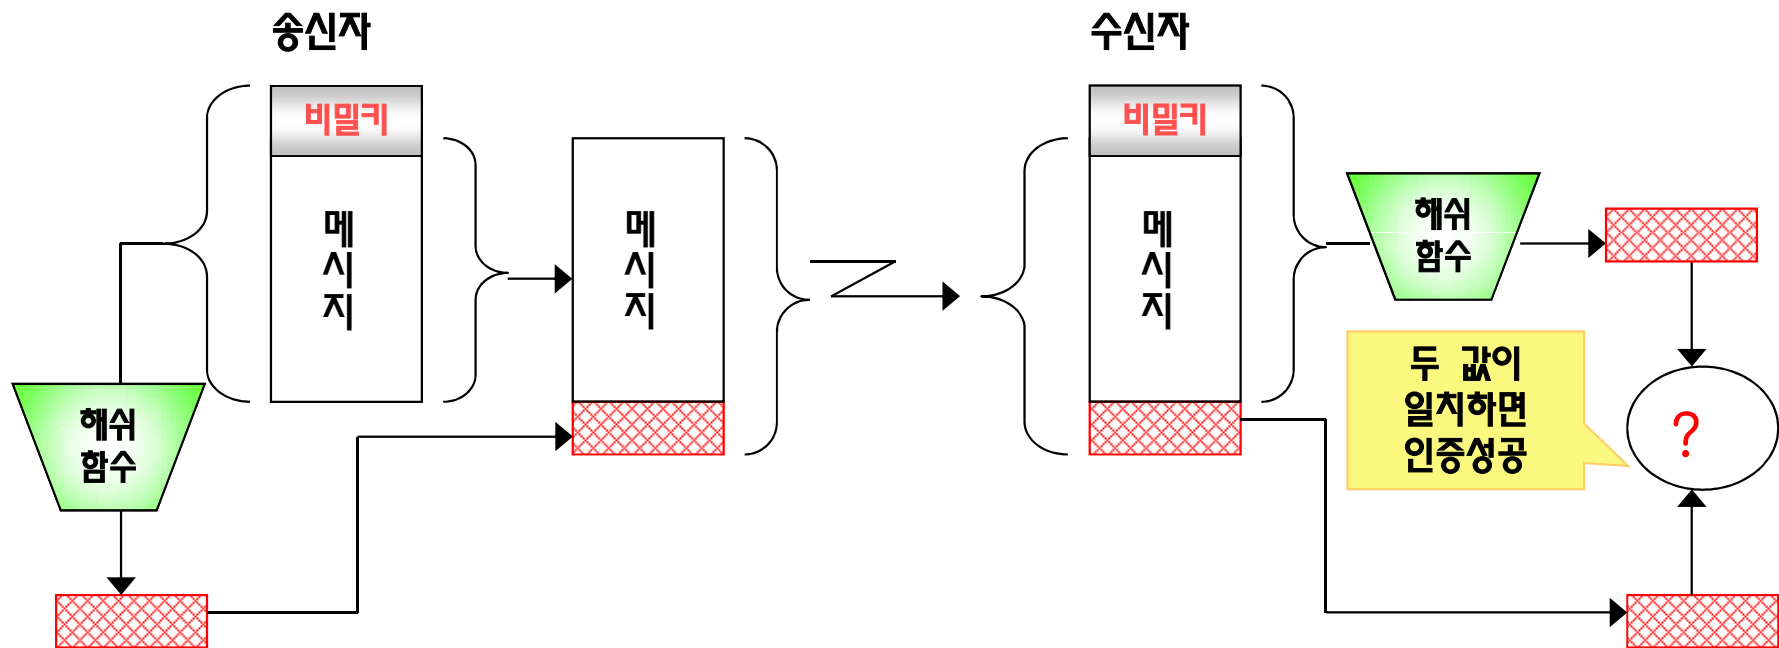 송신자
수신자
비밀키
메
시
지
메
시
지
해쉬
함수
비밀키
메
시
지
해쉬
함수
두 값이
일치하면
인증성공
?